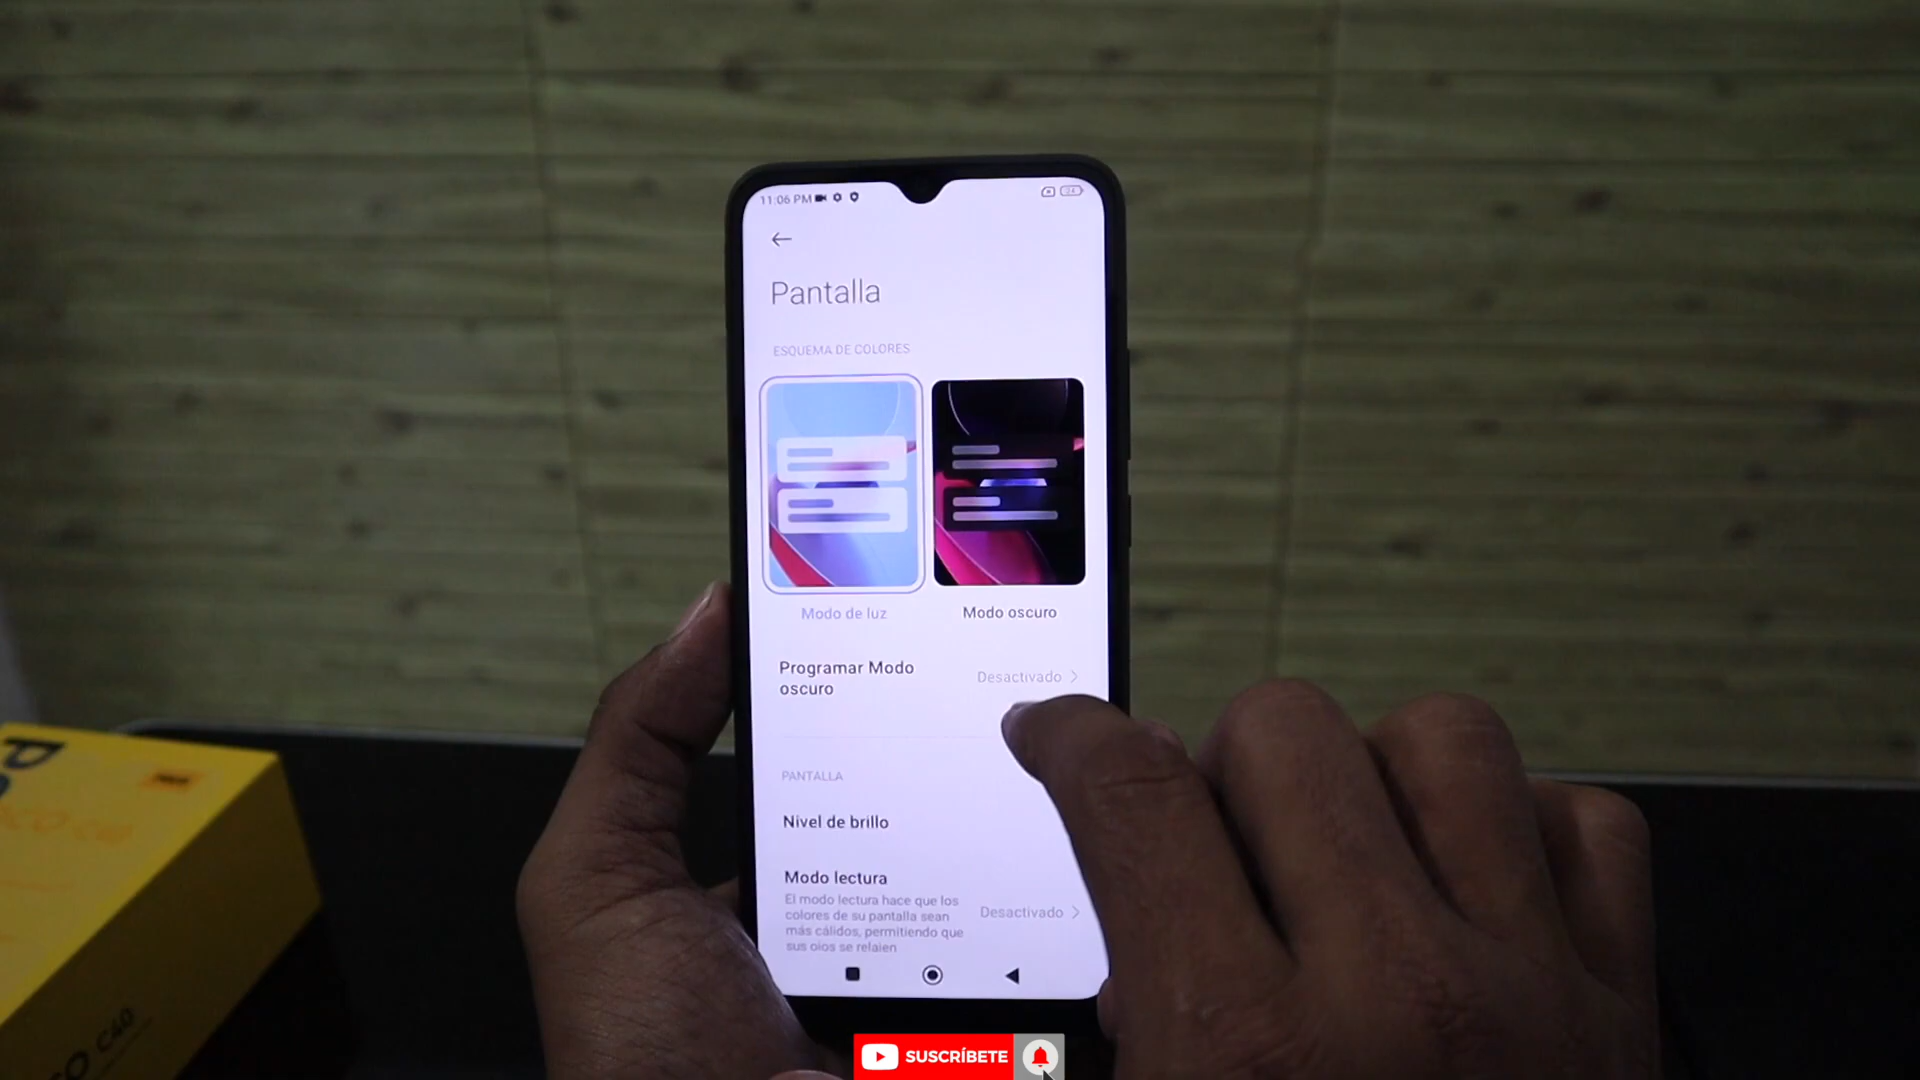 11:06 PM
Pantalla
ESQUEMA DE COLORES
Modo de luz
Modo oscuro
Programar Modo
oscuro
Desactivado
PANTALLA
Nivel de brillo
Modo lectura
El modo lectura hace que los
colores de su pantalla sean
más cálidos, permitiendo que
sus ojos se relajen
Desactivado
C40
SUSCRÍBETE